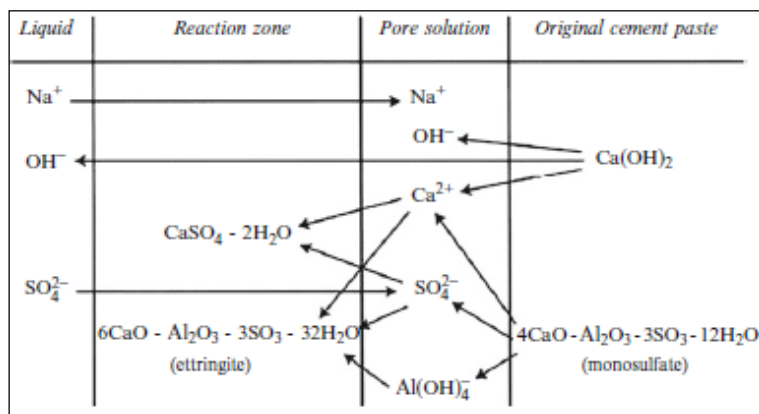 Liquid Reaction zone Pore solution Original cement paste
Na⁺ Na⁺
OH⁻
OH⁻ Ca(OH)₂
Ca²⁺
CaSO₄ - 2H₂O
SO₄²⁻ SO₄²⁻
6CaO - Al₂O₃ - 3SO₃ - 32H₂O 4CaO - Al₂O₃ - 3SO₃ - 12H₂O
(ettringite) (monosulfate)
Al(OH)₄⁻